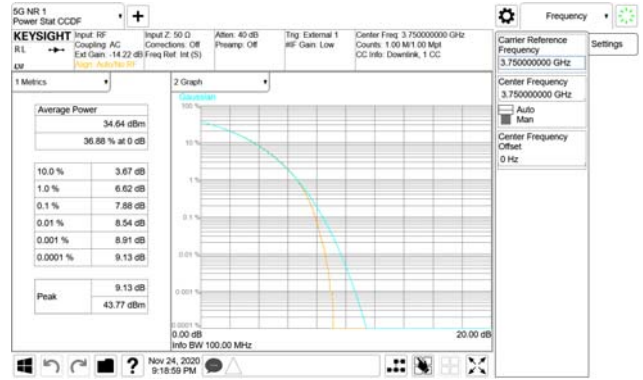 5G NR 1
Power Stat CCDF
Frequency
KEYSIGHT
RL
Input: RF
Coupling: AC
Ext Gain: -14.22 dB
Align: Auto/No RF
Input Z: 50 Ω
Corrections: Off
Freq Ref: Int (S)
Atten: 40 dB
Preamp: Off
Trig: External 1
#IF Gain: Low
Center Freq: 3.750000000 GHz
Counts: 1.00 M/1.00 Mpt
CC Info: Downlink, 1 CC
Carrier Reference
Frequency
3.750000000 GHz
Settings
Center Frequency
3.750000000 GHz
Auto
Man
Center Frequency
Offset
0 Hz
1 Metrics
Average Power
34.64 dBm
36.88 % at 0 dB
10.0 % 3.67 dB
1.0 % 6.62 dB
0.1 % 7.88 dB
0.01 % 8.54 dB
0.001 % 8.91 dB
0.0001 % 9.13 dB
Peak
9.13 dB
43.77 dBm
2 Graph
Gaussian
100 %
10 %
1 %
0.1 %
0.01 %
0.001 %
0.0001 %
0.00 dB
20.00 dB
Info BW 100.00 MHz
?
Nov 24, 2020
9:18:59 PM